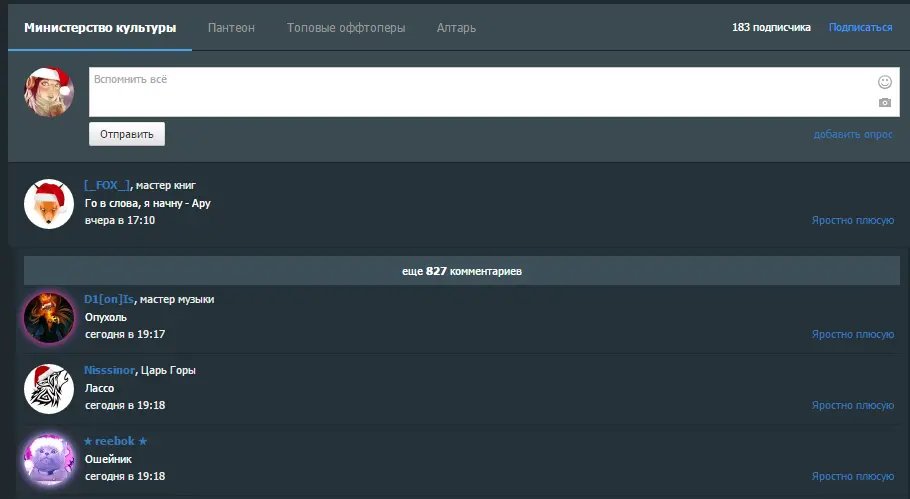 Министерство культуры Пантеон Топовые оффтоперы Алтарь 183 подписчика Подписаться
Вспомнить всё
Отправить добавить опрос
[_FOX_], мастер книг
Го в слова, я начну - Ару
вчера в 17:10 Яростно плюсую
еще 827 комментариев
D1[on]Is, мастер музыки
Опухоль
сегодня в 19:17 Яростно плюсую
Nisssinor, Царь Горы
Лассо
сегодня в 19:18 Яростно плюсую
★ reebok ★
Ошейник
сегодня в 19:18 Яростно плюсую